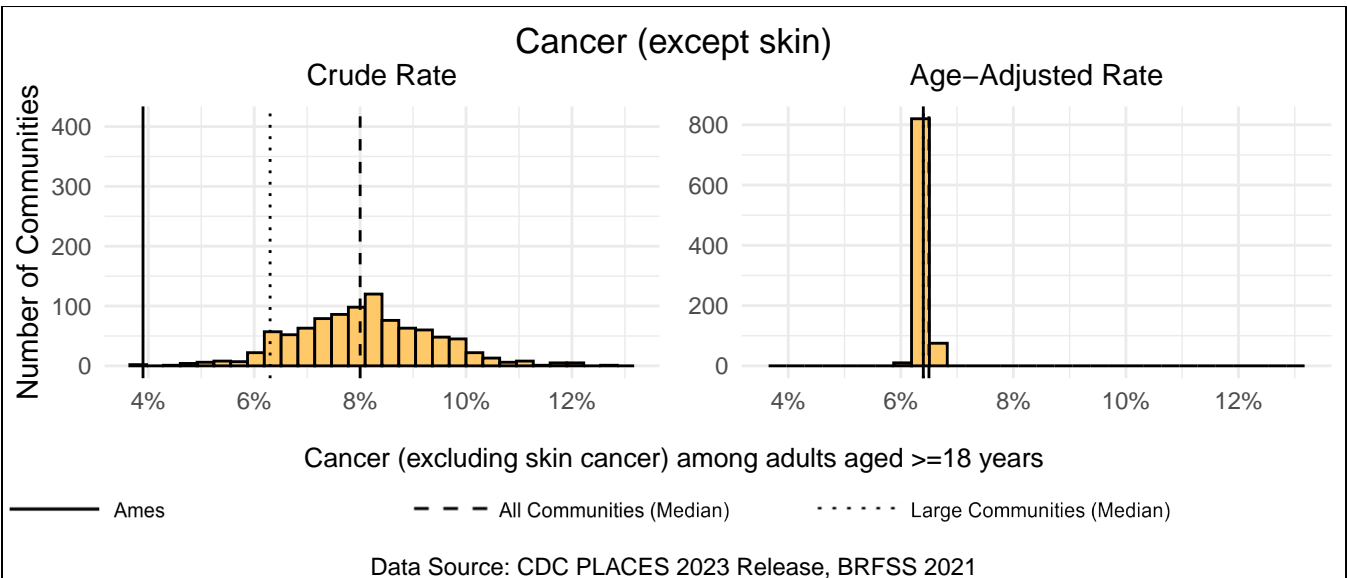 Cancer (except skin)
Crude Rate
Age−Adjusted Rate
Number of Communities
400
300
200
100
0
4%
6%
8%
10%
12%
800
600
400
200
0
4%
6%
8%
10%
12%
Cancer (excluding skin cancer) among adults aged >=18 years
Ames
All Communities (Median)
Large Communities (Median)
Data Source: CDC PLACES 2023 Release, BRFSS 2021